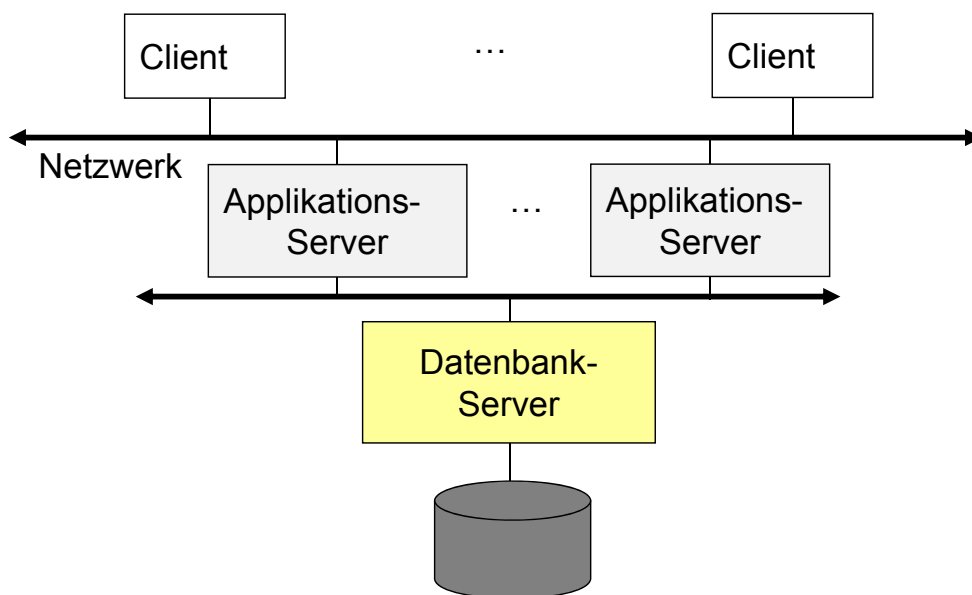 Client
…
Client
Netzwerk
Applikations-
Server
…
Applikations-
Server
Datenbank-
Server